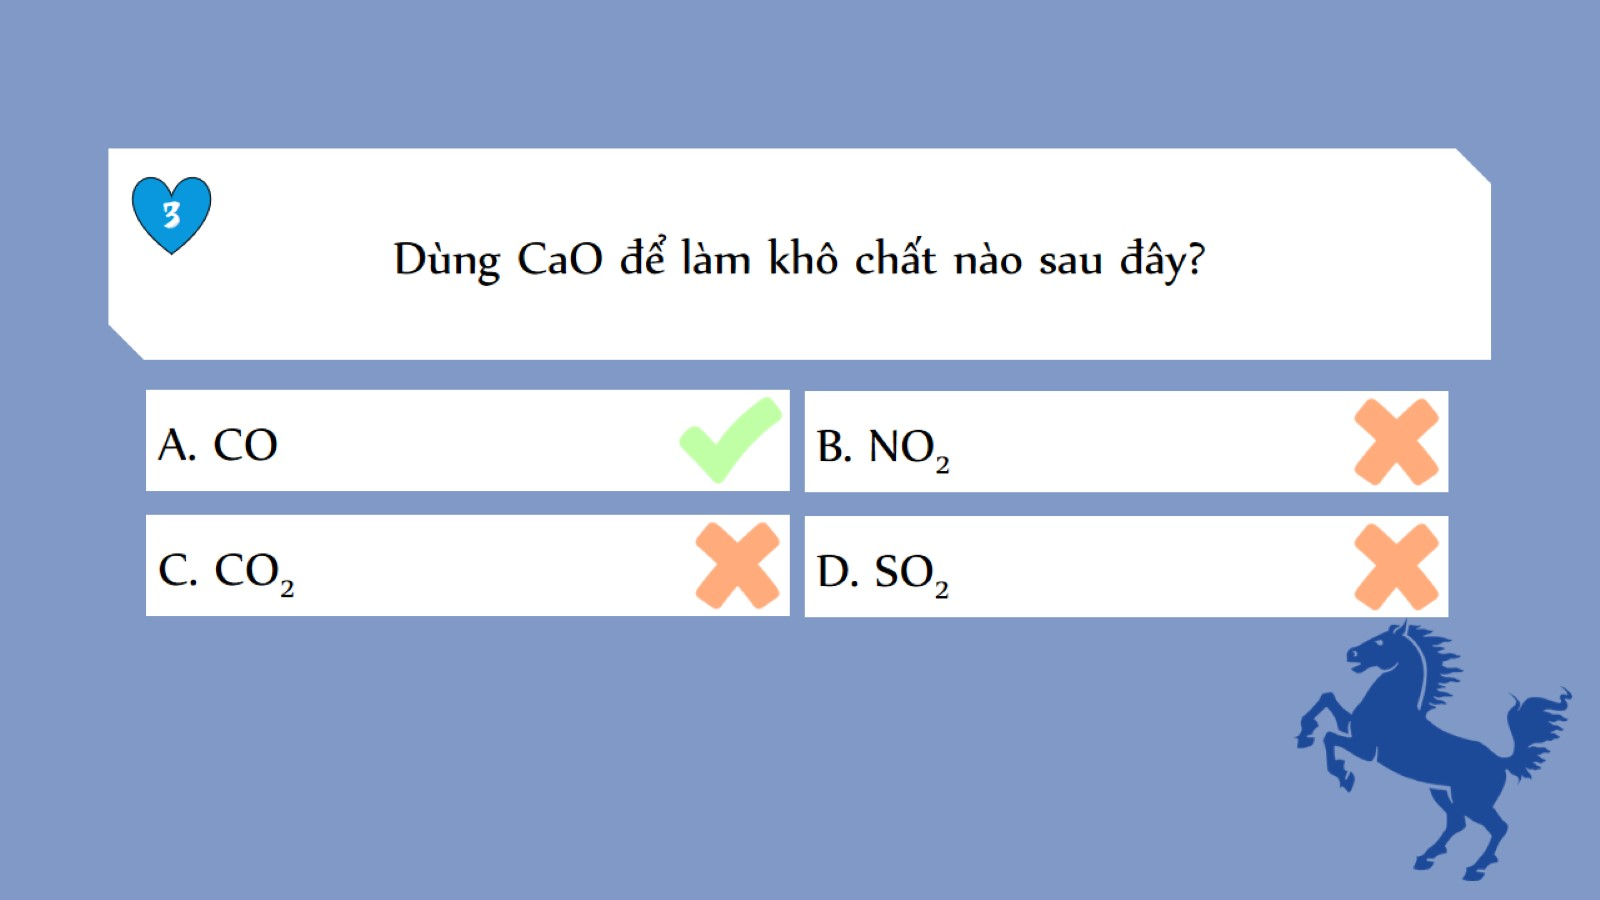 3
Dùng CaO để làm khô chất nào sau đây?
A. CO
B. NO₂
C. CO₂
D. SO₂